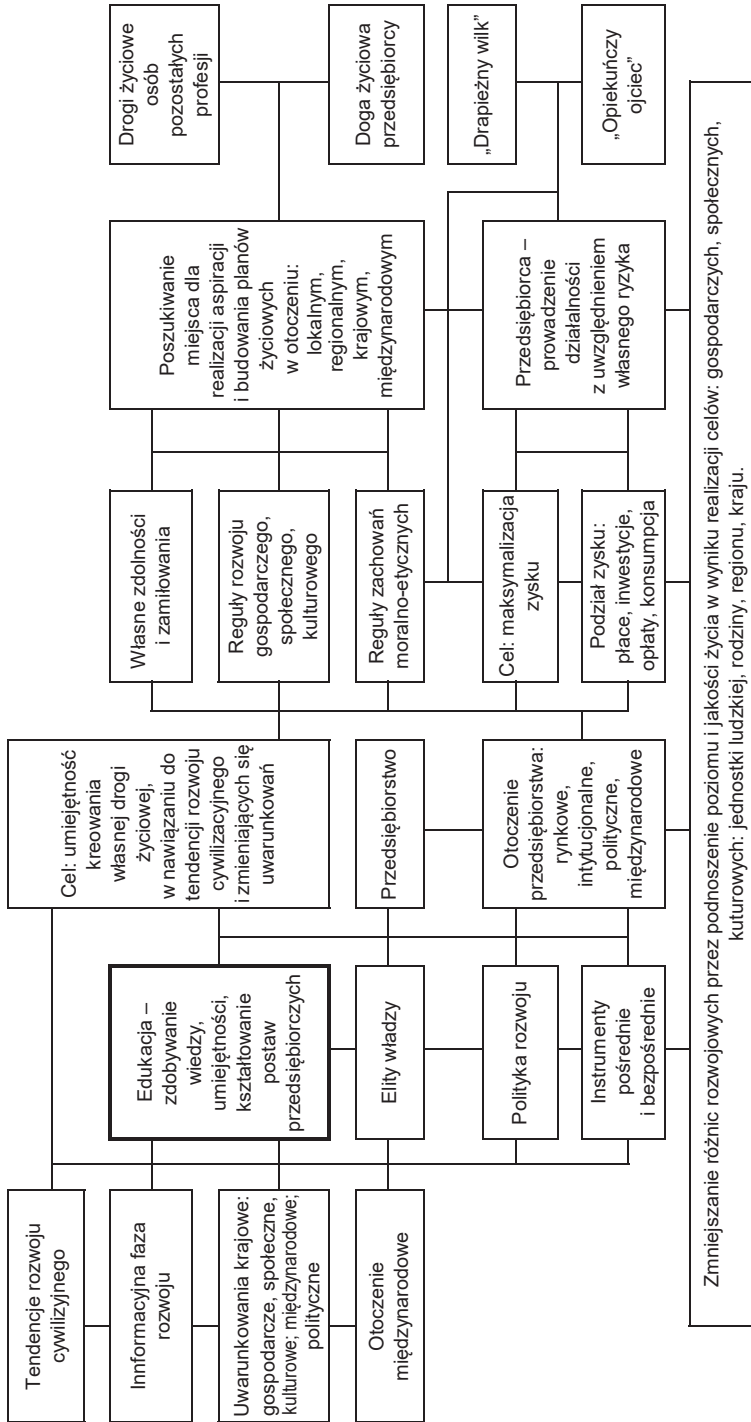 Tendencje rozwoju
cywilizyjnego
Innformacyjna faza
rozwoju
Uwarunkowania krajowe:
gospodarcze, społeczne,
kulturowe; międzynarodowe;
polityczne
Otoczenie
międzynarodowe
Edukacja –
zdobywanie
wiedzy,
umiejętności,
kształtowanie
postaw
przedsiębiorczych
Elity władzy
Polityka rozwoju
Instrumenty
pośrednie
i bezpośrednie
Cel: umiejętność
kreowania
własnej drogi
życiowej,
w nawiązaniu do
tendencji rozwoju
cywilizacyjnego
i zmieniających się
uwarunkowań
Przedsiębiorstwo
Otoczenie
przedsiębiorstwa:
rynkowe,
intytucjonalne,
polityczne,
międzynarodowe
Własne zdolności
i zamiłowania
Reguły rozwoju
gospodarczego,
społecznego,
kulturowego
Reguły zachowań
moralno-etycznych
Cel: maksymalizacja
zysku
Podział zysku:
płace, inwestycje,
opłaty, konsumpcja
Poszukiwanie
miejsca dla
realizacji aspiracji
i budowania planów
życiowych
w otoczeniu:
lokalnym,
regionalnym,
krajowym,
międzynarodowym
Przedsiębiorca –
prowadzenie
działalności
z uwzględnieniem
własnego ryzyka
Drogi życiowe
osób
pozostałych
profesji
Doga życiowa
przedsiębiorcy
„Drapieżny wilk”
„Opiekuńczy
ojciec”
Zmniejszanie różnic rozwojowych przez podnoszenie poziomu i jakości życia w wyniku realizacji celów: gospodarczych, społecznych,
kuturowych: jednostki ludzkiej, rodziny, regionu, kraju.